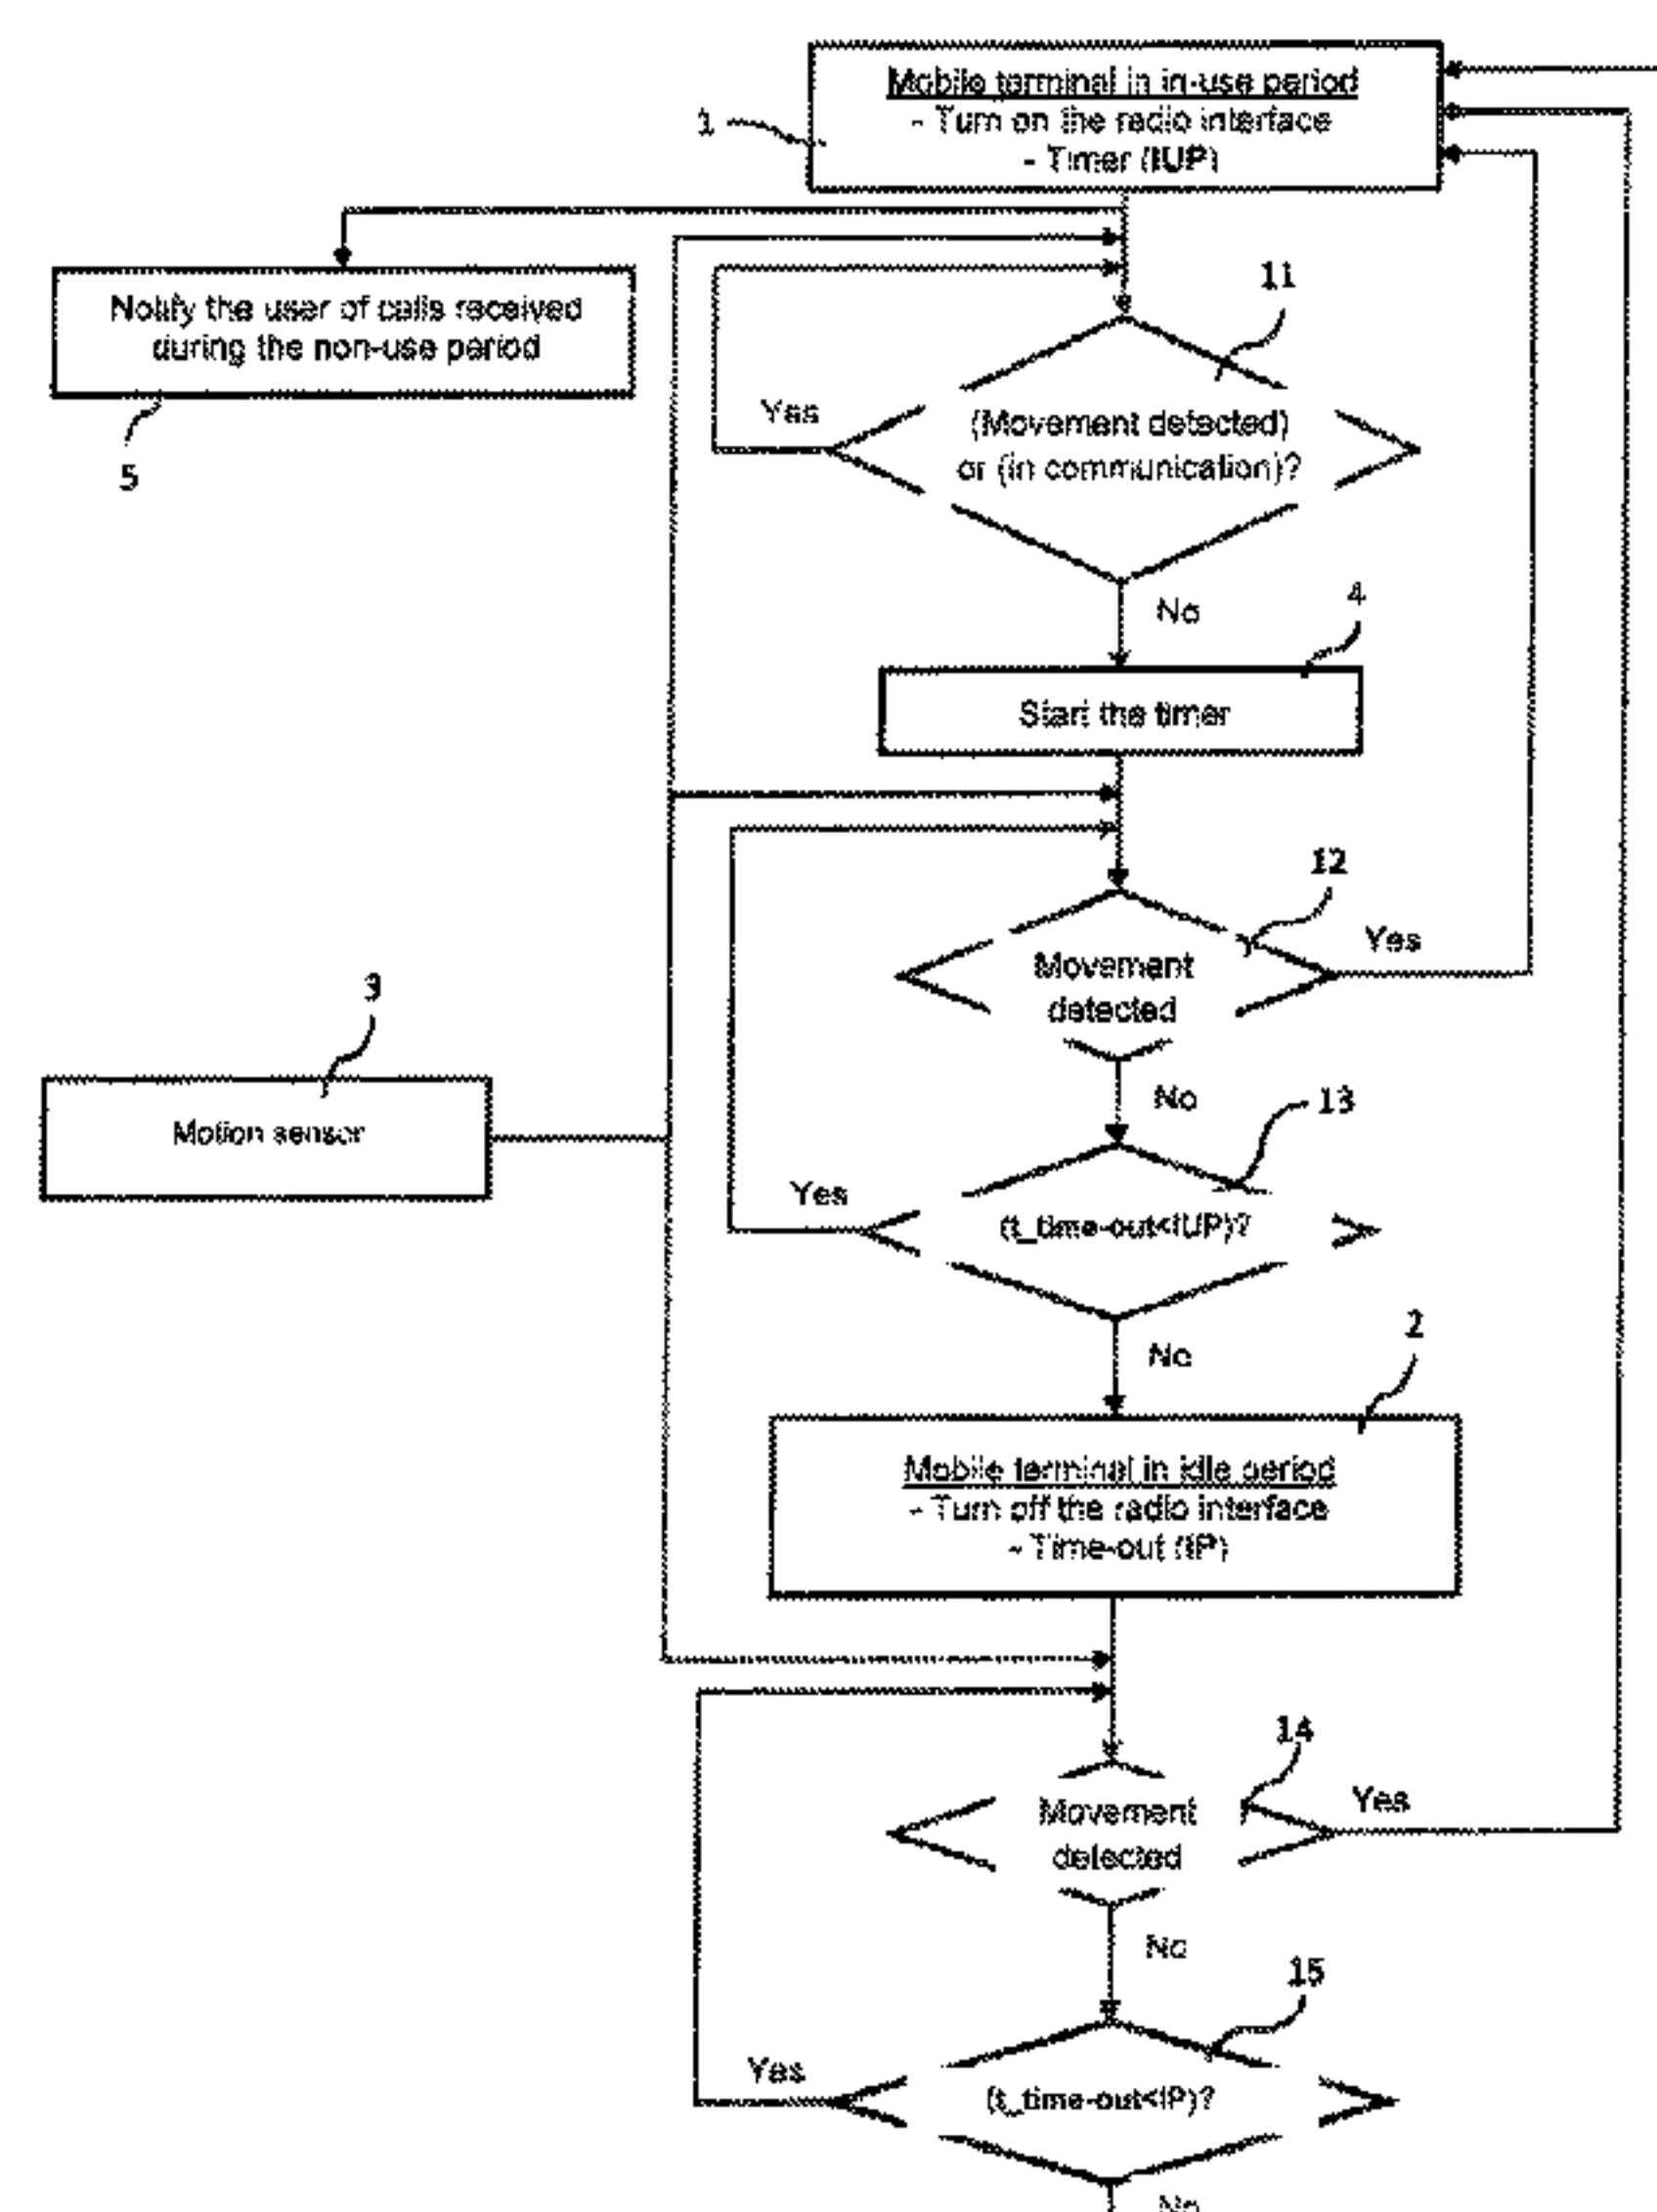 Mobile terminal in in-use period
- Turn on the radio interface
- Timer (IUP)
1
Notify the user of calls received
during the non-use period
5
11
Yes
(Movement detected)
or (in communication)?
No
4
Start the timer
12
Movement
detected
Yes
3
Motion sensor
No
13
Yes
(t_time-out<IUP)?
No
2
Mobile terminal in idle period
- Turn off the radio interface
- Time-out (IP)
14
Movement
detected
Yes
No
15
Yes
(t_time-out<IP)?
No